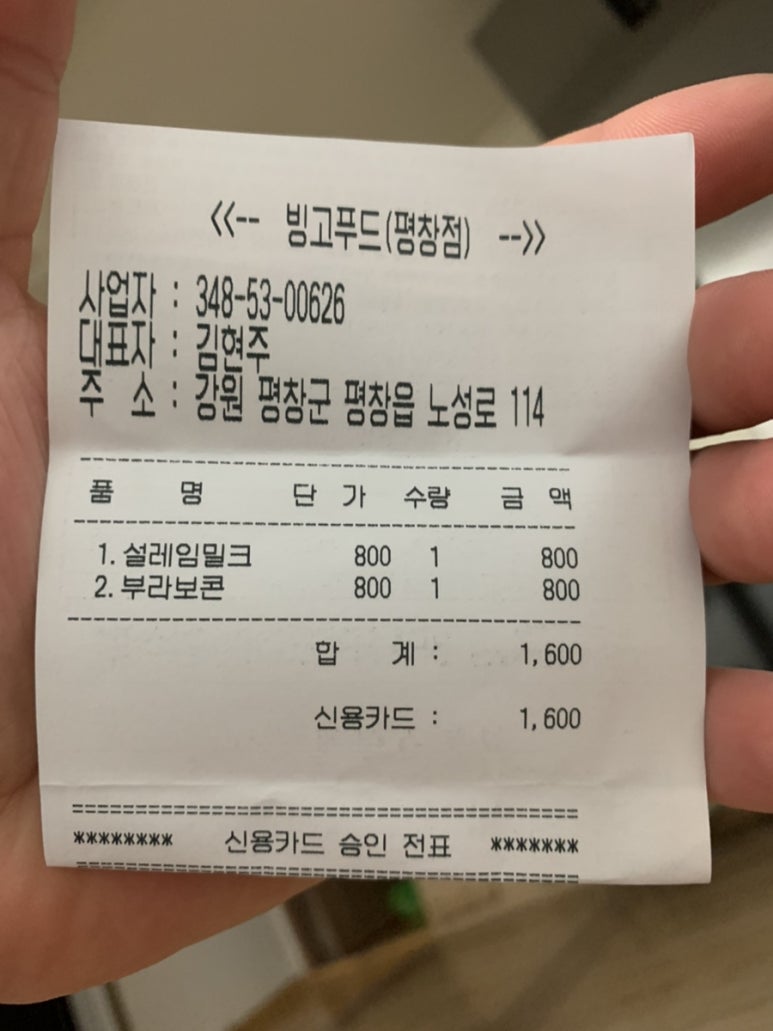 <<-- 빙고푸드(평창점) -->>
사업자 : 348-53-00626
대표자 : 김현주
주 소 : 강원 평창군 평창읍 노성로 114
--------------------------------------------------
품 명 단 가 수량 금 액
--------------------------------------------------
1. 설레임밀크 800 1 800
2. 부라보콘 800 1 800
--------------------------------------------------
합 계 : 1,600
신용카드 : 1,600
==================================================
******** 신용카드 승인 전표 *******
==================================================